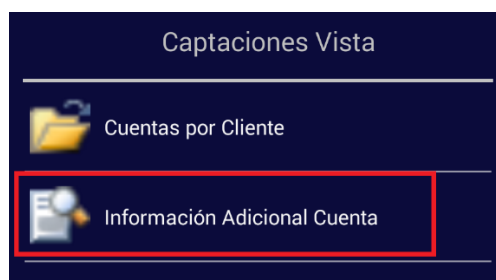 Captaciones Vista
Cuentas por Cliente
Información Adicional Cuenta